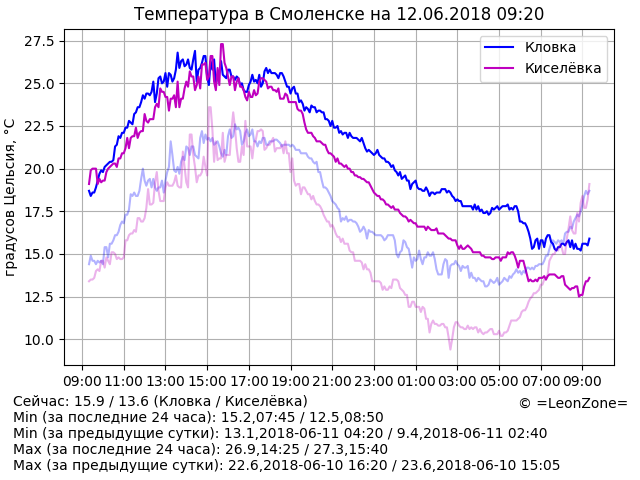 Температура в Смоленске на 12.06.2018 09:20
Кловка
Киселёвка
градусов Цельсия, °C
27.5
25.0
22.5
20.0
17.5
15.0
12.5
10.0
09:00 11:00 13:00 15:00 17:00 19:00 21:00 23:00 01:00 03:00 05:00 07:00 09:00
Сейчас: 15.9 / 13.6 (Кловка / Киселёвка)
© =LeonZone=
Min (за последние 24 часа): 15.2,07:45 / 12.5,08:50
Min (за предыдущие сутки): 13.1,2018-06-11 04:20 / 9.4,2018-06-11 02:40
Max (за последние 24 часа): 26.9,14:25 / 27.3,15:40
Max (за предыдущие сутки): 22.6,2018-06-10 16:20 / 23.6,2018-06-10 15:05